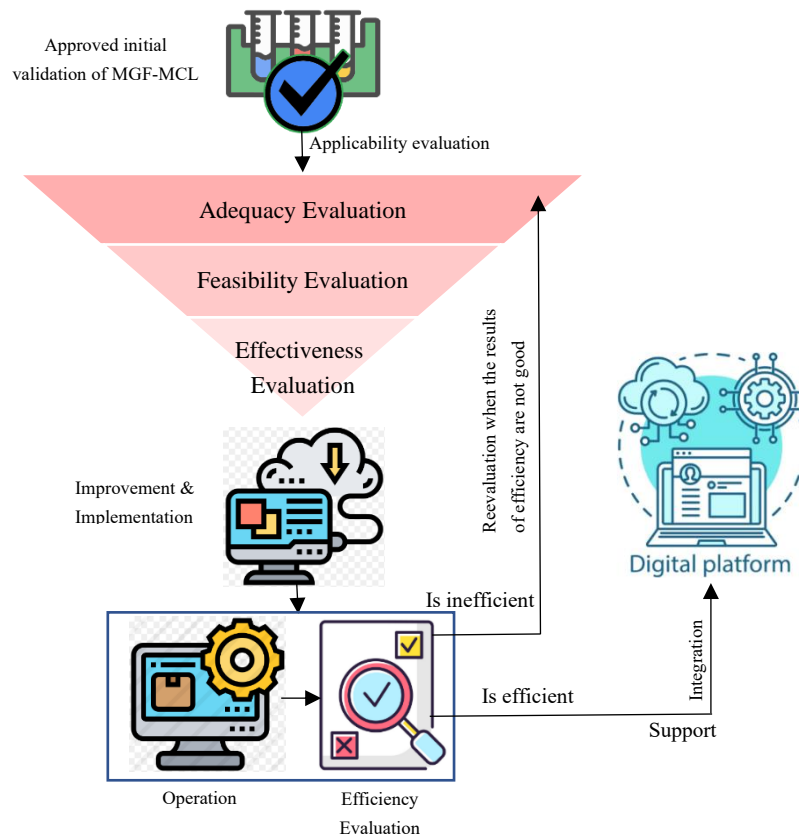 Approved initial
validation of MGF-MCL
Applicability evaluation
Adequacy Evaluation
Feasibility Evaluation
Effectiveness
Evaluation
Reevaluation when the results
of efficiency are not good
Improvement &
Implementation
Digital platform
Is inefficient
Is efficient
Integration
Support
Operation
Efficiency
Evaluation